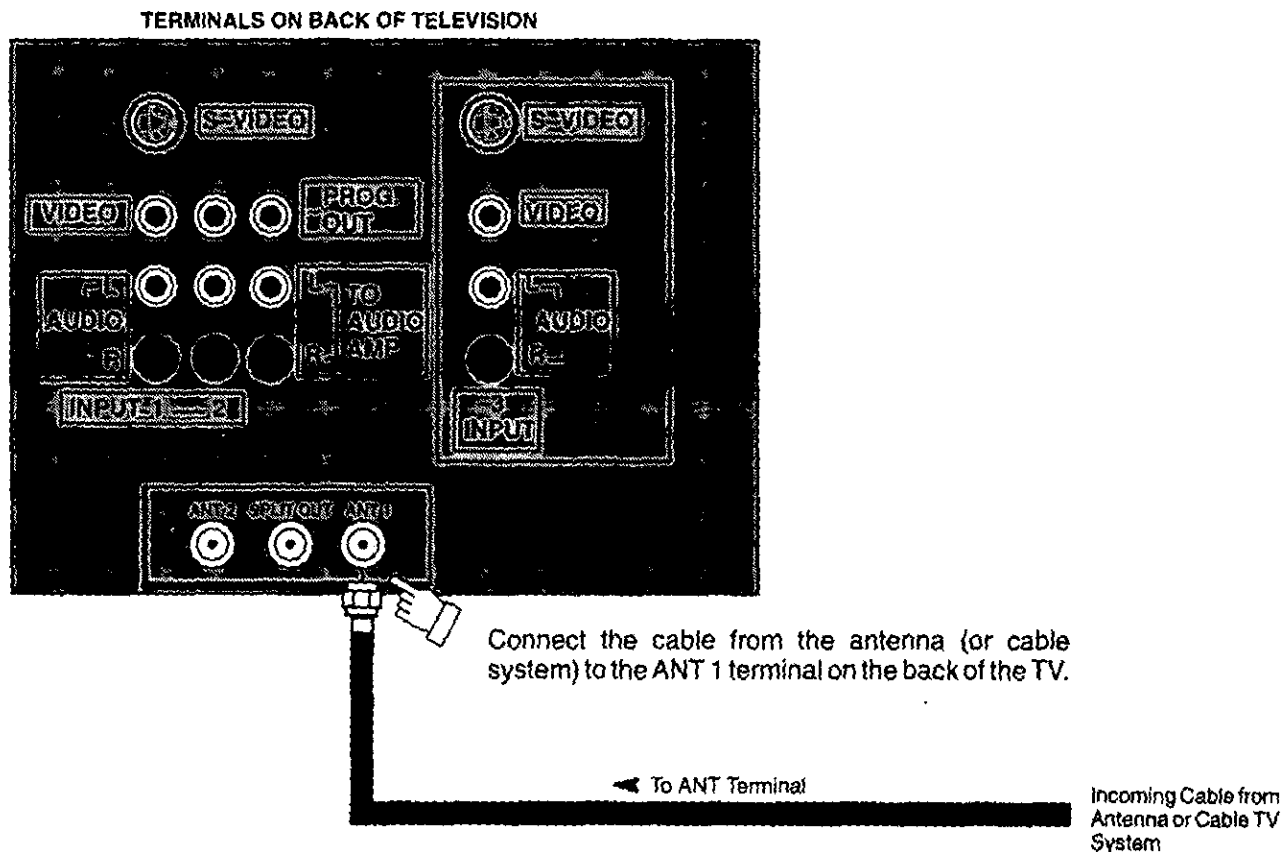 TERMINALS ON BACK OF TELEVISION
S-VIDEO
S-VIDEO
VIDEO
PROG.
OUT
VIDEO
L
AUDIO
R
L
R
TO
AUDIO
AMP
L
AUDIO
R
INPUT 1 2
3
INPUT
ANT 2 SPLIT OUT ANT 1
Connect the cable from the antenna (or cable
system) to the ANT 1 terminal on the back of the TV.
To ANT Terminal
Incoming Cable from
Antenna or Cable TV
System